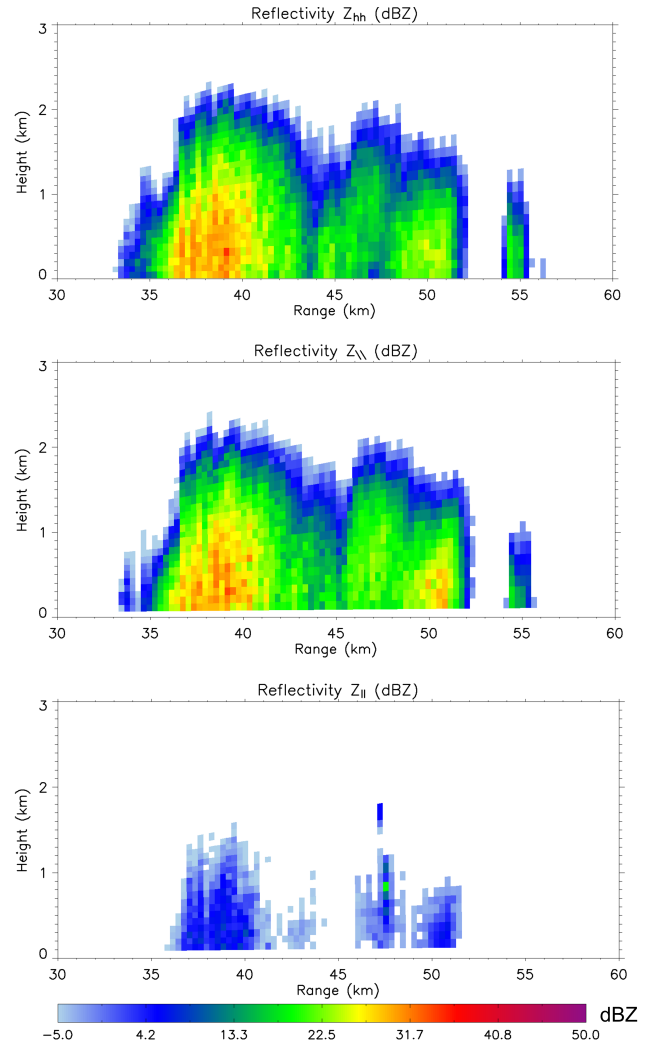 Reflectivity Zhh (dBZ)
3
2
1
0
Height (km)
30 35 40 45 50 55 60
Range (km)
Reflectivity Z\\ (dBZ)
3
2
1
0
Height (km)
30 35 40 45 50 55 60
Range (km)
Reflectivity Z|| (dBZ)
3
2
1
0
Height (km)
30 35 40 45 50 55 60
Range (km)
dBZ
-5.0 4.2 13.3 22.5 31.7 40.8 50.0